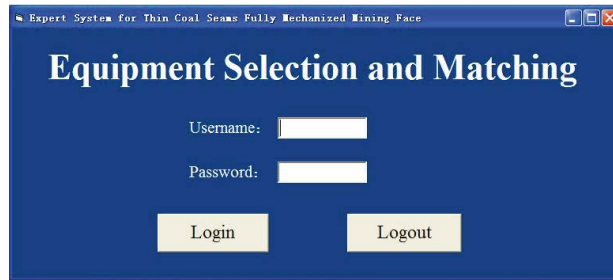 Expert System for Thin Coal Seams Fully Mechanized Mining Face
Equipment Selection and Matching
Username：
Password：
Login Logout